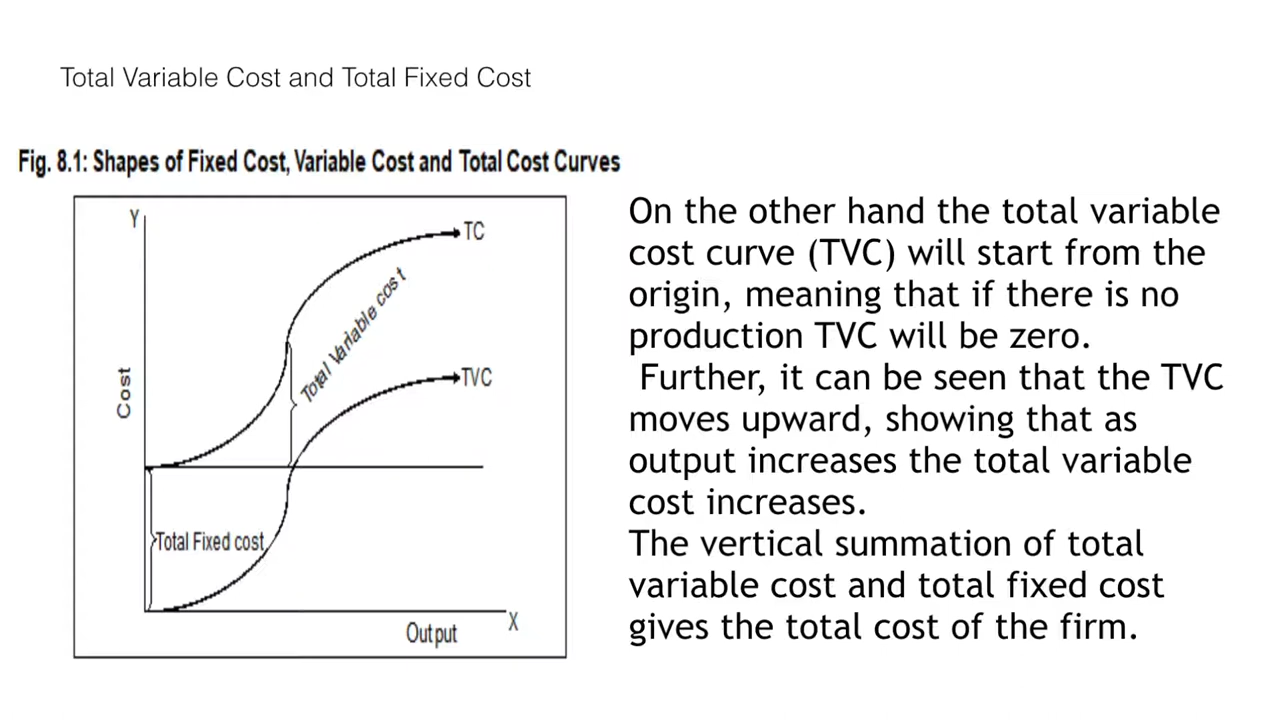 Total Variable Cost and Total Fixed Cost
Fig. 8.1: Shapes of Fixed Cost, Variable Cost and Total Cost Curves
Y
TC
Total Variable cost
TVC
Cost
Total Fixed cost
X
Output
On the other hand the total variable
cost curve (TVC) will start from the
origin, meaning that if there is no
production TVC will be zero.
Further, it can be seen that the TVC
moves upward, showing that as
output increases the total variable
cost increases.
The vertical summation of total
variable cost and total fixed cost
gives the total cost of the firm.